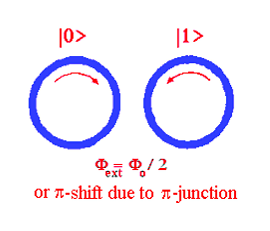 |0> |1>
Φext= Φo/ 2
or π-shift due to π-junction